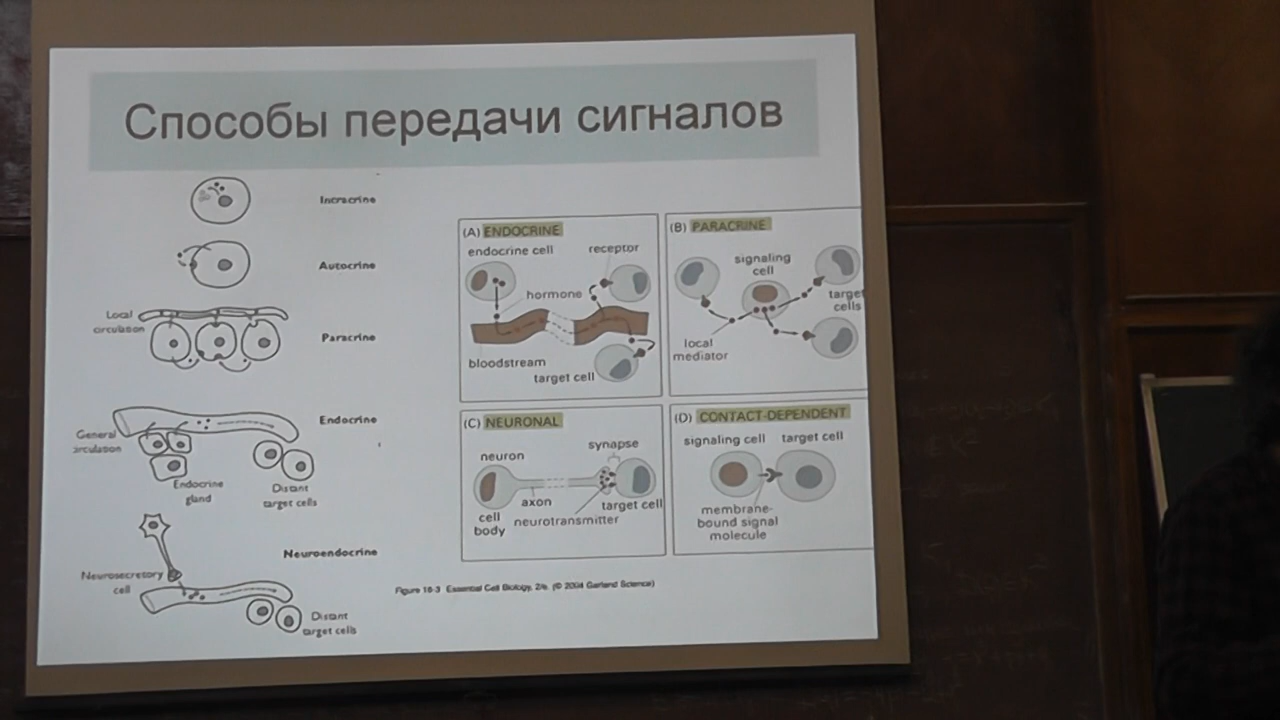 Способы передачи сигналов
Intracrine
Autocrine
Local
circulation
Paracrine
Endocrine
General
circulation
Endocrine
gland
Distant
target cells
Neuroendocrine
Neurosecretory
cell
Distant
target cells
(A) ENDOCRINE
endocrine cell
receptor
hormone
bloodstream
target cell
(B) PARACRINE
signaling
cell
target
cells
local
mediator
(C) NEURONAL
synapse
neuron
axon
target cell
cell
body
neurotransmitter
(D) CONTACT-DEPENDENT
signaling cell
target cell
membrane-
bound signal
molecule
Figure 16-3 Essential Cell Biology, 2/e. (© 2004 Garland Science)